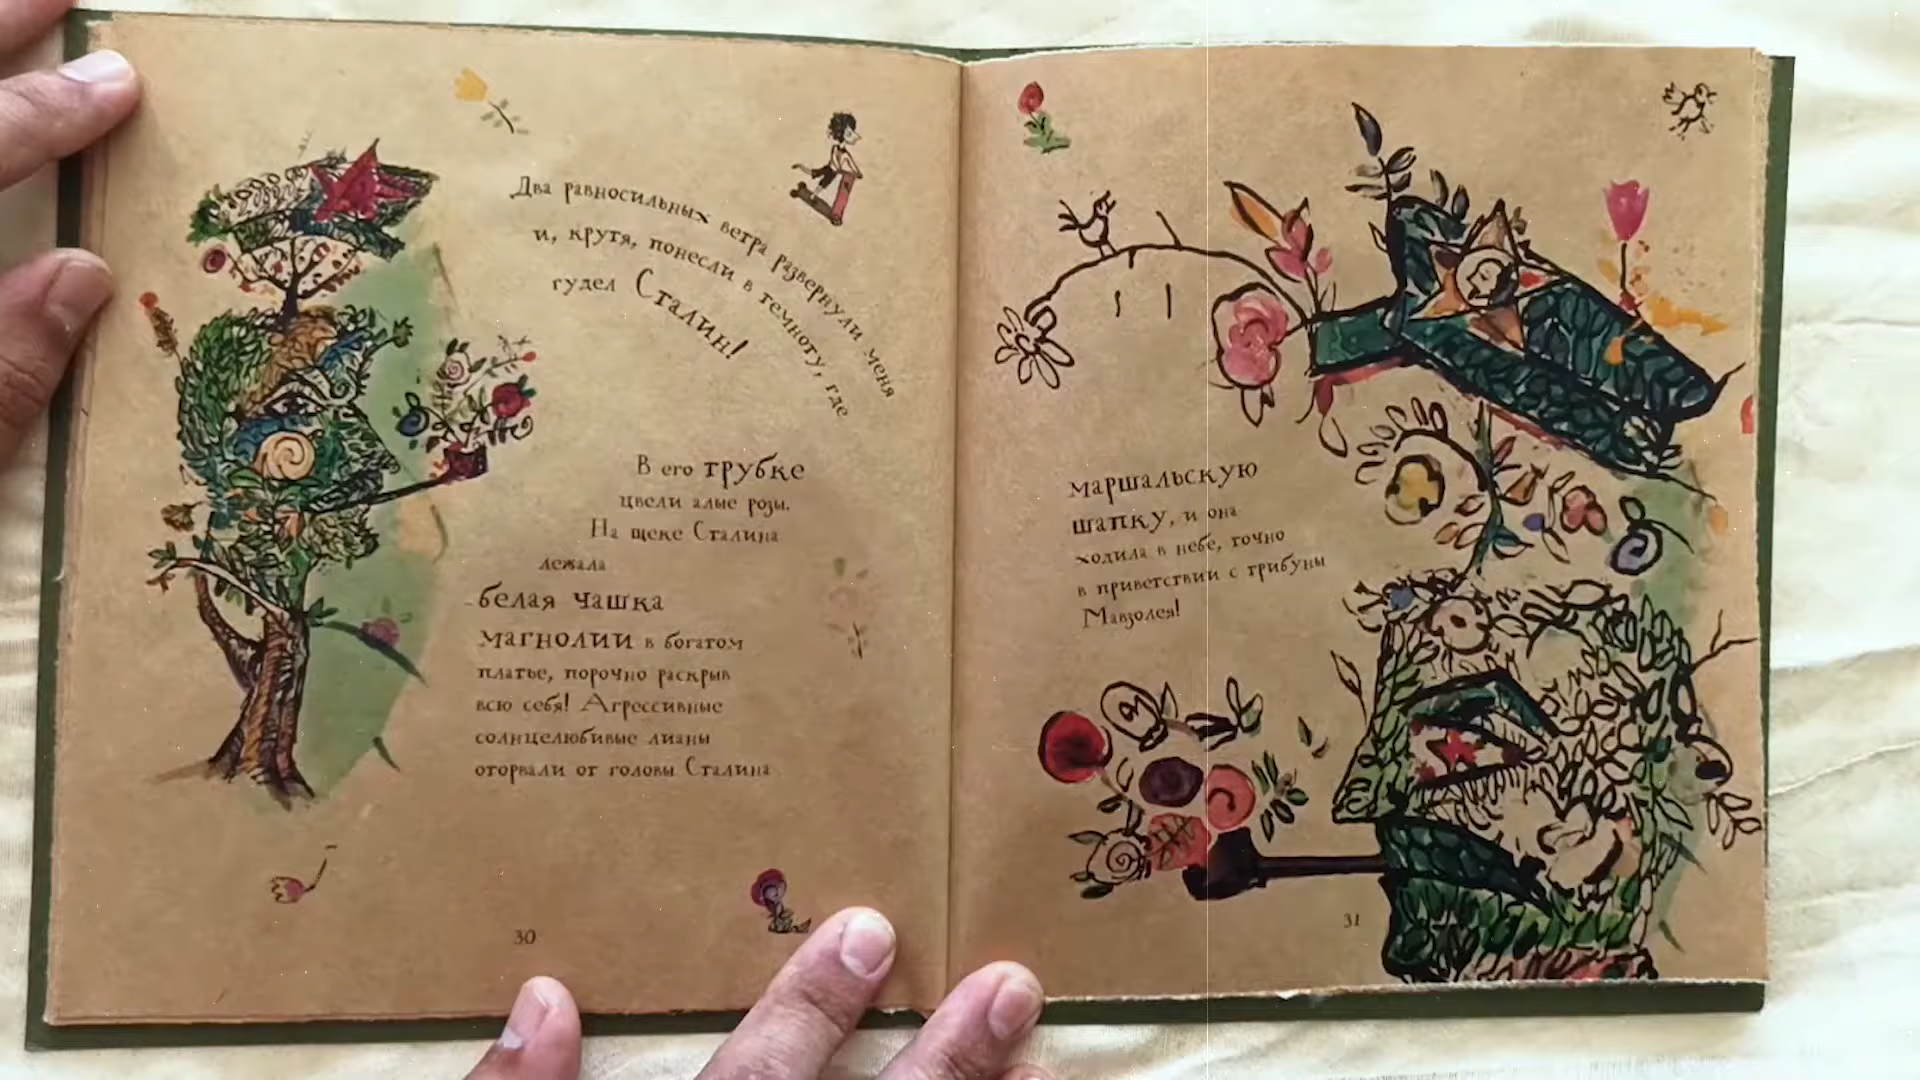 Два равносильных ветра развернули меня
и, крутя, понесли в темноту, где
гудел Сталин!
В его трубке
цвели алые розы.
На щеке Сталина
лежала
белая чашка
магнолии в богатом
платье, порочно раскрыв
всю себя! Агрессивные
солнцелюбивые лианы
оторвали от головы Сталина
30
маршальскую
шапку, и она
ходила в небе, точно
в приветствии с трибуны
Мавзолея!
31